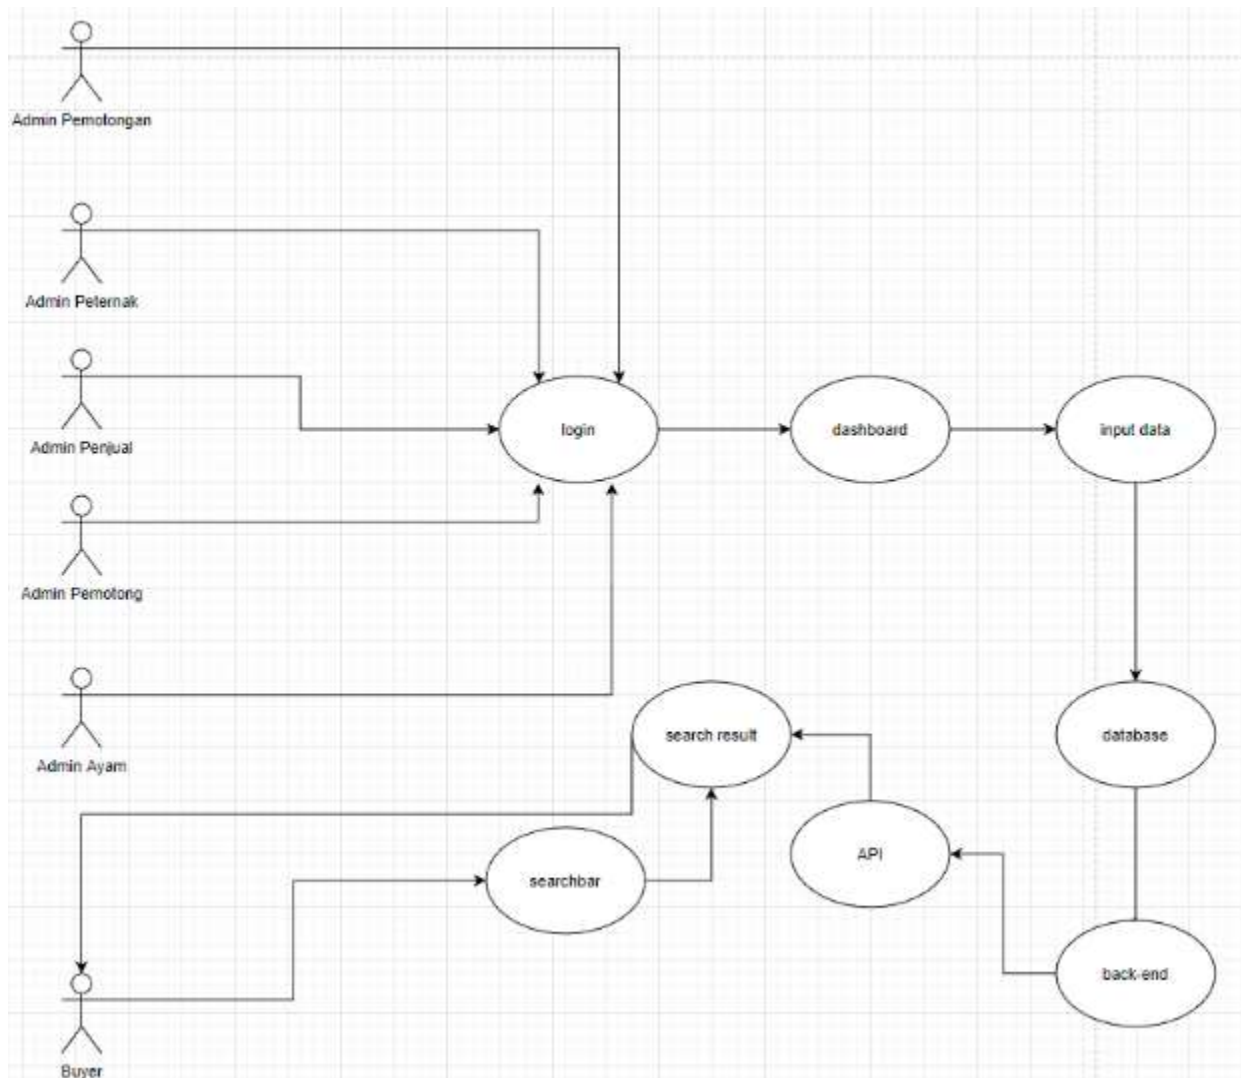 Admin Pemotongan
Admin Peternak
Admin Penjual
login
dashboard
input data
Admin Pemotong
search result
database
Admin Ayam
API
searchbar
back-end
Buyer